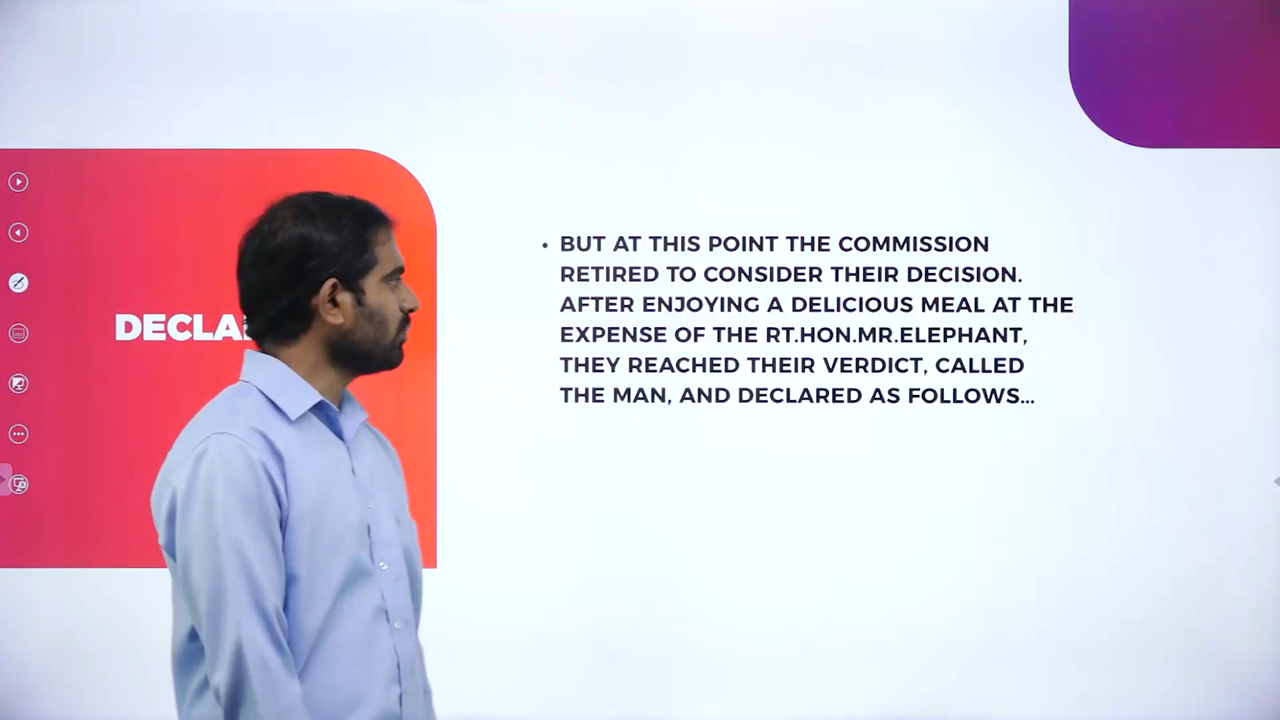 • BUT AT THIS POINT THE COMMISSION
RETIRED TO CONSIDER THEIR DECISION.
AFTER ENJOYING A DELICIOUS MEAL AT THE
EXPENSE OF THE RT.HON.MR.ELEPHANT,
THEY REACHED THEIR VERDICT, CALLED
THE MAN, AND DECLARED AS FOLLOWS...